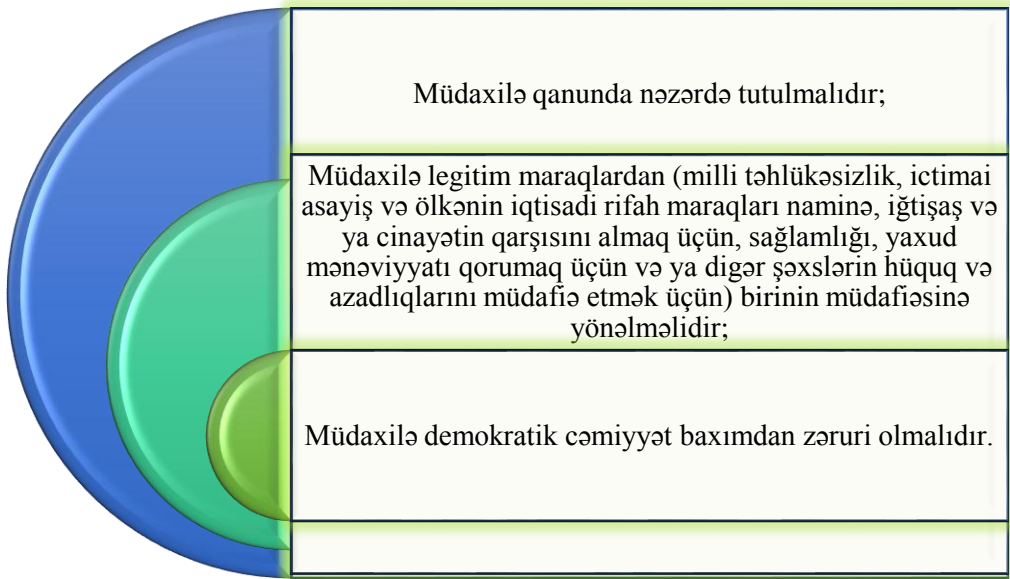 Müdaxilə qanunda nəzərdə tutulmalıdır;
Müdaxilə legitim maraqlardan (milli təhlükəsizlik, ictimai
asayiş və ölkənin iqtisadi rifah maraqları naminə, iğtişaş və
ya cinayətin qarşısını almaq üçün, sağlamlığı, yaxud
mənəviyyatı qorumaq üçün və ya digər şəxslərin hüquq və
azadlıqlarını müdafiə etmək üçün) birinin müdafiəsinə
yönəlməlidir;
Müdaxilə demokratik cəmiyyət baxımdan zəruri olmalıdır.